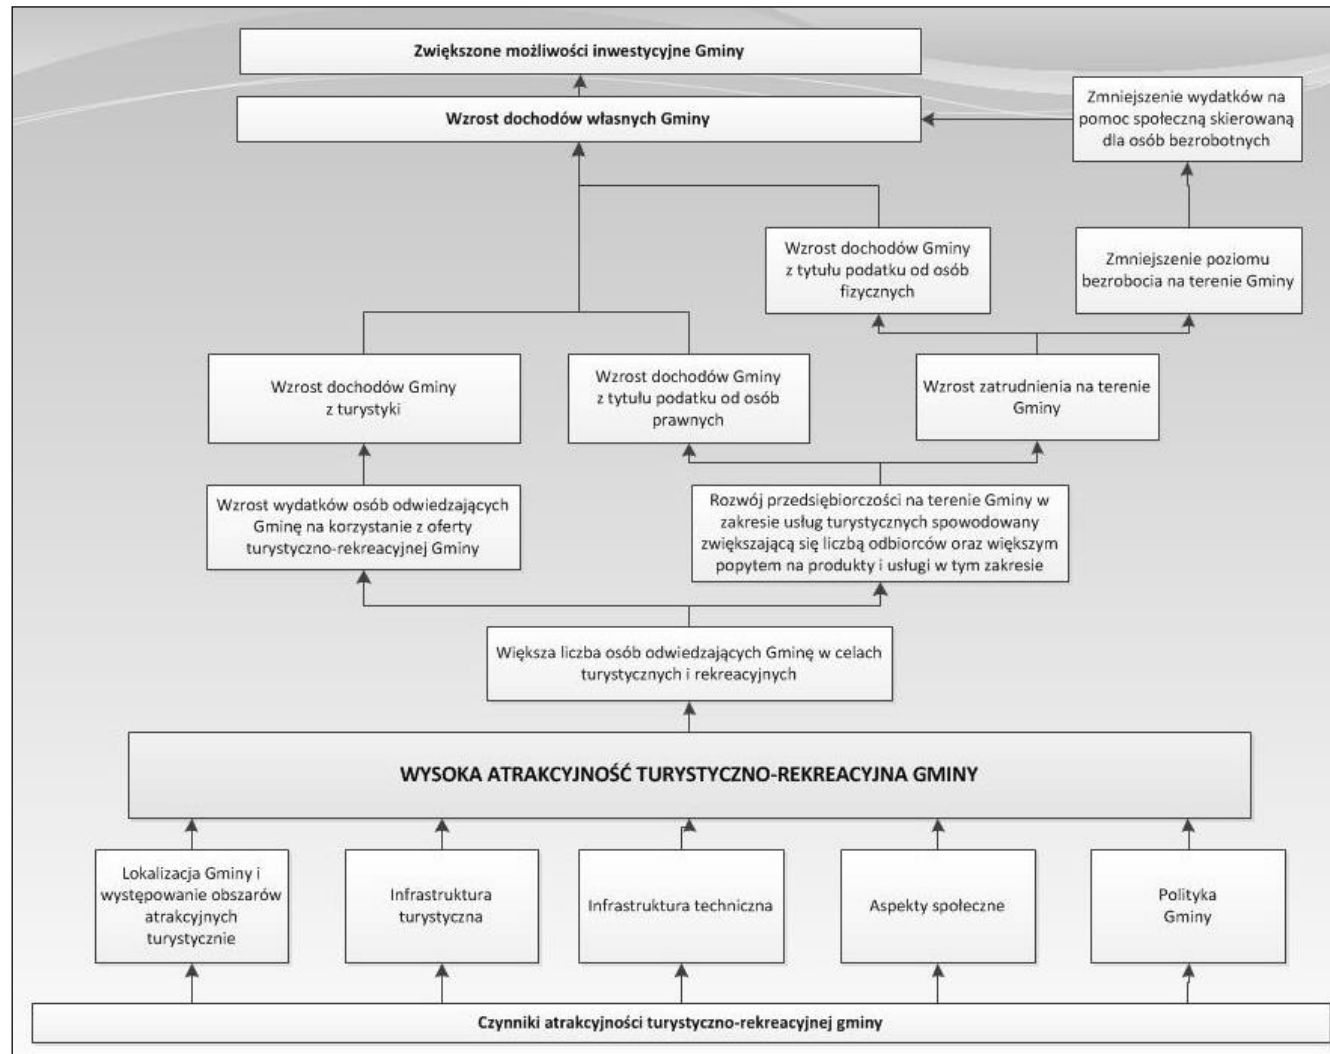 Zwiększone możliwości inwestycyjne Gminy
Wzrost dochodów własnych Gminy
Zmniejszenie wydatków na
pomoc społeczną skierowaną
dla osób bezrobotnych
Wzrost dochodów Gminy
z tytułu podatku od osób
fizycznych
Zmniejszenie poziomu
bezrobocia na terenie Gminy
Wzrost dochodów Gminy
z turystyki
Wzrost dochodów Gminy
z tytułu podatku od osób
prawnych
Wzrost zatrudnienia na terenie
Gminy
Wzrost wydatków osób odwiedzających
Gminę na korzystanie z oferty
turystyczno-rekreacyjnej Gminy
Rozwój przedsiębiorczości na terenie Gminy w
zakresie usług turystycznych spowodowany
zwiększającą się liczbą odbiorców oraz większym
popytem na produkty i usługi w tym zakresie
Większa liczba osób odwiedzających Gminę w celach
turystycznych i rekreacyjnych
WYSOKA ATRAKCYJNOŚĆ TURYSTYCZNO-REKREACYJNA GMINY
Lokalizacja Gminy i
występowanie obszarów
atrakcyjnych
turystycznie
Infrastruktura
turystyczna
Infrastruktura techniczna
Aspekty społeczne
Polityka
Gminy
Czynniki atrakcyjności turystyczno-rekreacyjnej gminy